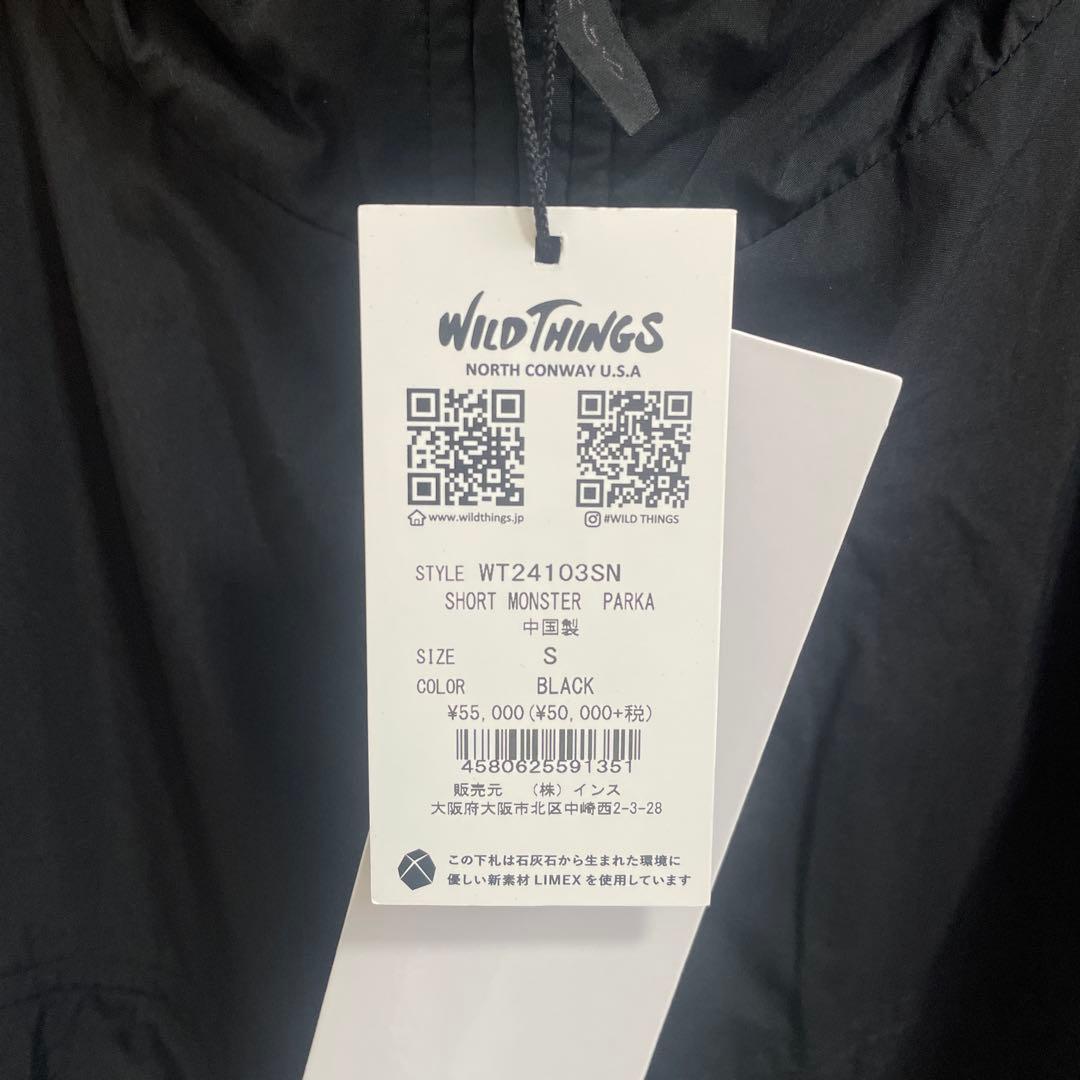 WILD THINGS
NORTH CONWAY U.S.A
www.wildthings.jp
#WILD THINGS
STYLE WT24103SN
SHORT MONSTER PARKA
中国製
SIZE S
COLOR BLACK
¥55,000(¥50,000+税)
4580625591351
販売元 (株)インス
大阪府大阪市北区中崎西2-3-28
この下札は石灰石から生まれた環境に
優しい新素材 LIMEX を使用しています